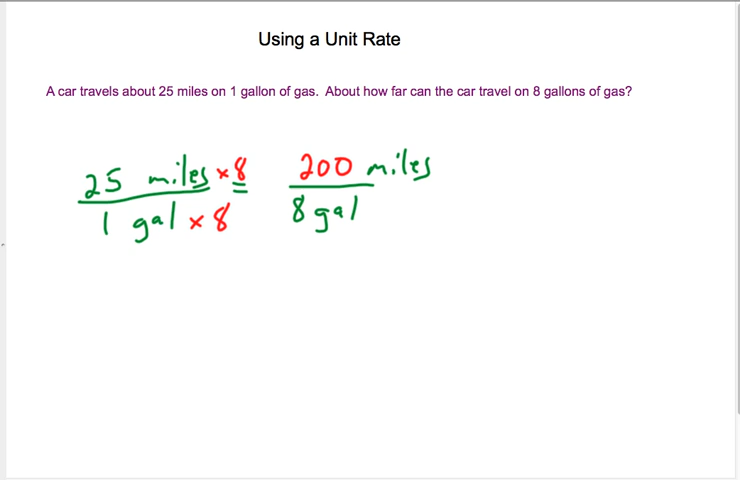 Using a Unit Rate
A car travels about 25 miles on 1 gallon of gas. About how far can the car travel on 8 gallons of gas?
25 miles × 8 200 miles
1 gal × 8 8 gal